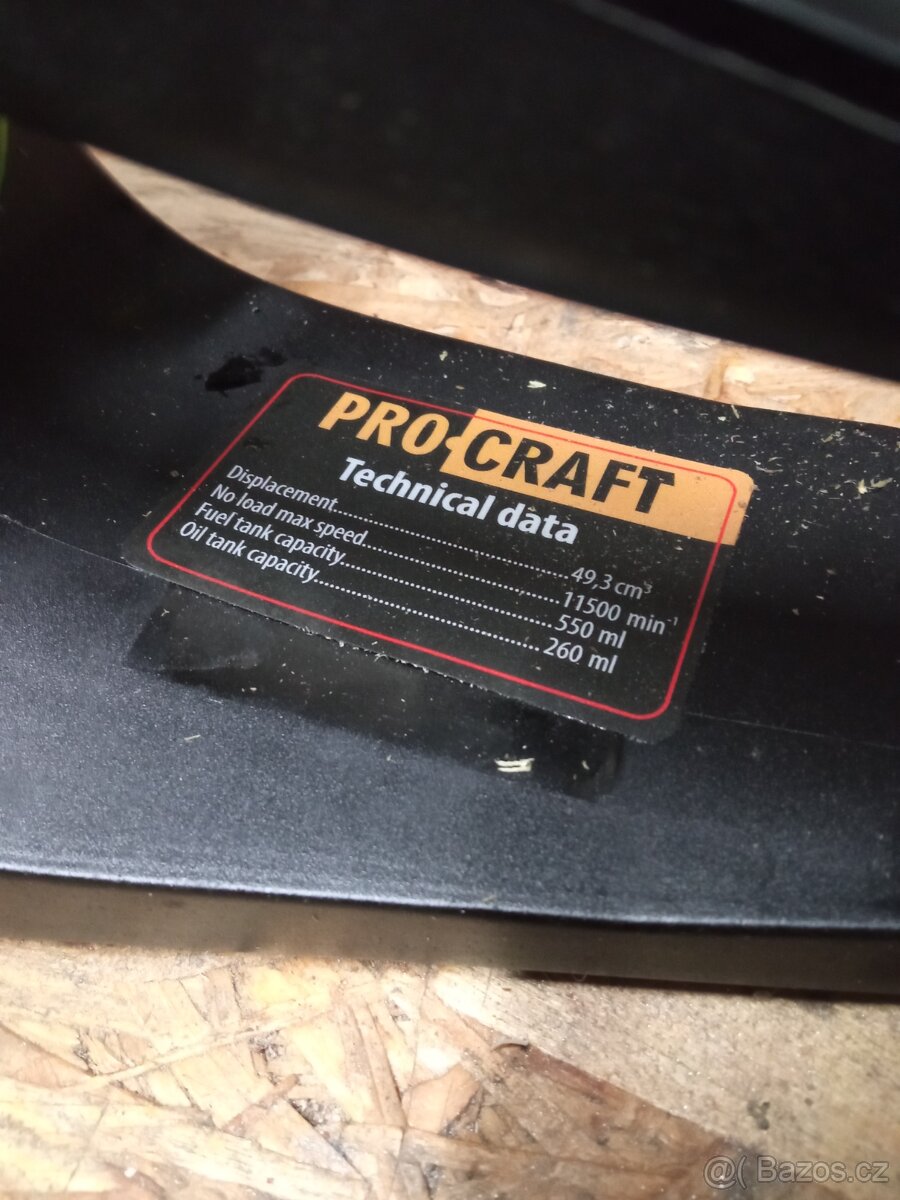 PRO-CRAFT
Technical data
Displacement..........49,3 cm³
No load max speed..........11500 min⁻¹
Fuel tank capacity..........550 ml
Oil tank capacity..........260 ml
@( Bazos.cz